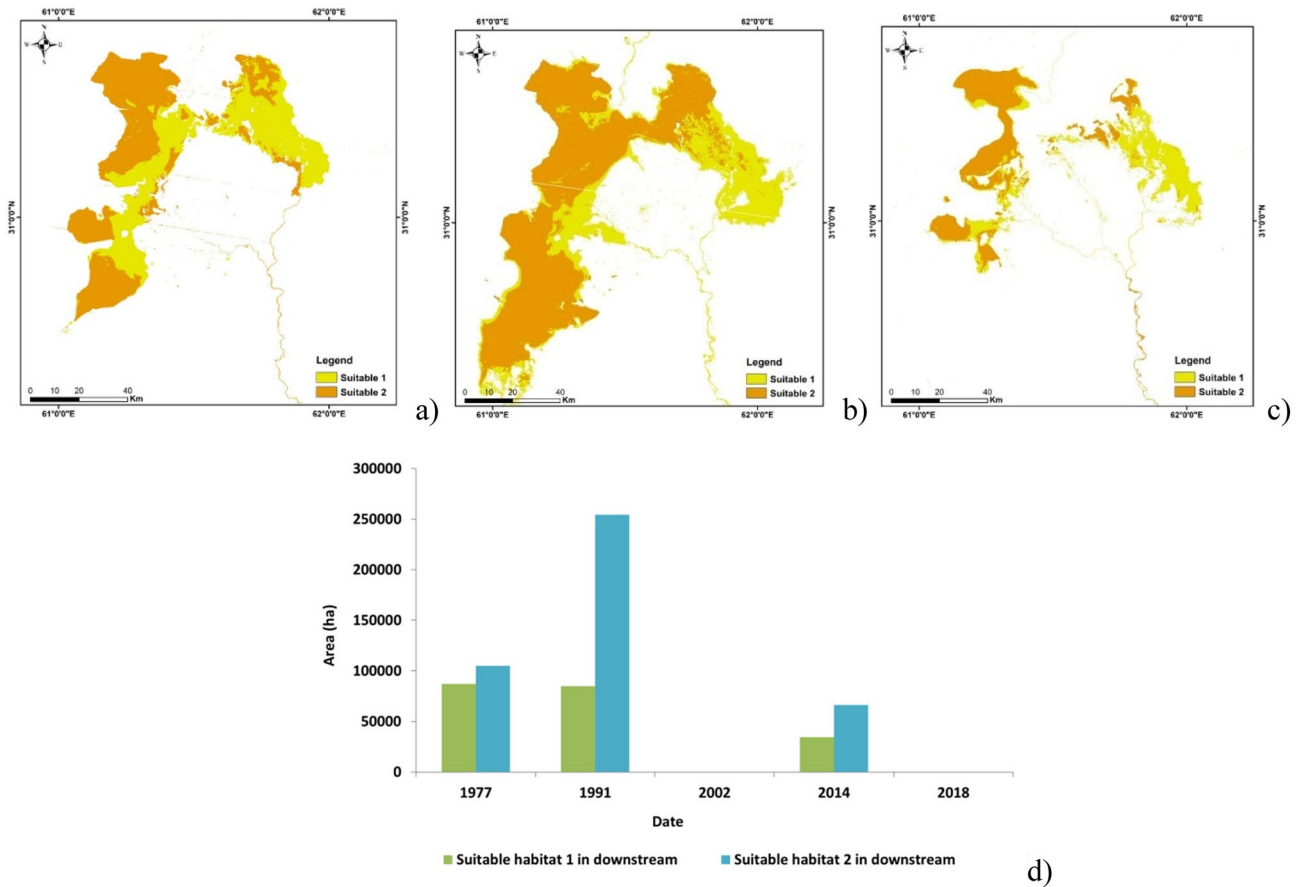 61°0'0"E
62°0'0"E
N
W
S
31°0'0"N
31°0'0"N
Legend
Suitable 1
Suitable 2
0 10 20 40
Km
61°0'0"E
62°0'0"E
a)
61°0'0"E
62°0'0"E
N
W E
S
31°0'0"N
31°0'0"N
Legend
Suitable 1
Suitable 2
0 10 20 40
Km
61°0'0"E
62°0'0"E
b)
61°0'0"E
62°0'0"E
N
W
S
31°0'0"N
31°0'0"N
Legend
Suitable 1
Suitable 2
0 10 20 40
Km
61°0'0"E
62°0'0"E
c)
300000
250000
200000
150000
100000
50000
0
Area (ha)
1977 1991 2002 2014 2018
Date
Suitable habitat 1 in downstream Suitable habitat 2 in downstream
d)